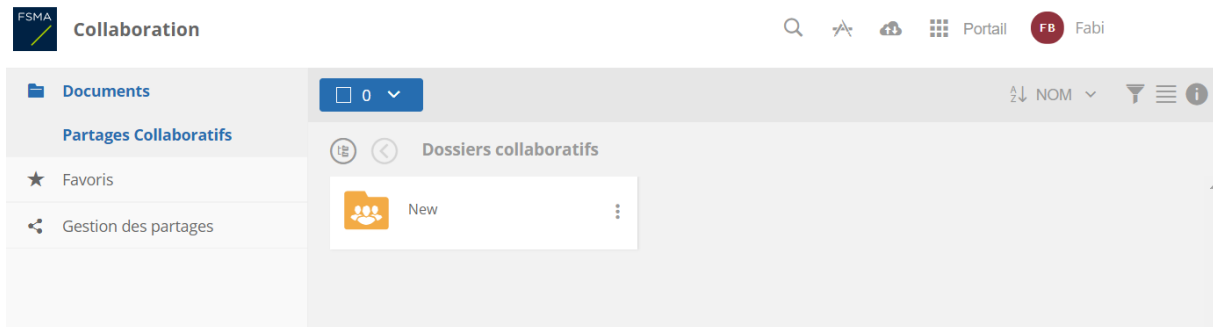 FSMA
Collaboration
Portail
FB
Fabi
Documents
0
A
Z
NOM
i
Partages Collaboratifs
Dossiers collaboratifs
Favoris
New
Gestion des partages